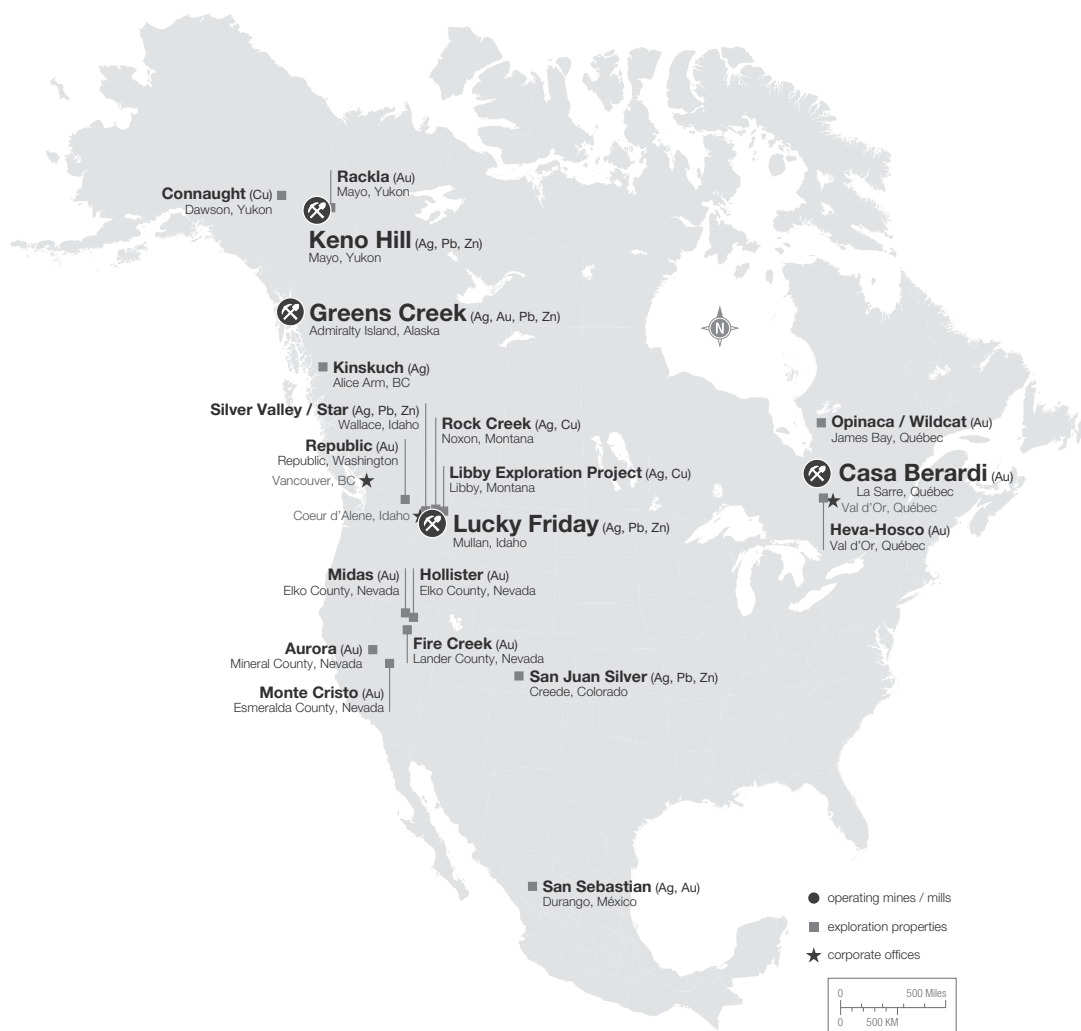 Rackla (Au)
Mayo, Yukon
Connaught (Cu)
Dawson, Yukon
Keno Hill (Ag, Pb, Zn)
Mayo, Yukon
Greens Creek (Ag, Au, Pb, Zn)
Admiralty Island, Alaska
N
Kinskuch (Ag)
Alice Arm, BC
Silver Valley / Star (Ag, Pb, Zn)
Wallace, Idaho
Rock Creek (Ag, Cu)
Noxon, Montana
Republic (Au)
Republic, Washington
Vancouver, BC
Libby Exploration Project (Ag, Cu)
Libby, Montana
Coeur d'Alene, Idaho
Lucky Friday (Ag, Pb, Zn)
Mullan, Idaho
Opinaca / Wildcat (Au)
James Bay, Québec
Casa Berardi (Au)
La Sarre, Québec
Val d'Or, Québec
Heva-Hosco (Au)
Val d'Or, Québec
Midas (Au)
Elko County, Nevada
Hollister (Au)
Elko County, Nevada
Fire Creek (Au)
Lander County, Nevada
Aurora (Au)
Mineral County, Nevada
Monte Cristo (Au)
Esmeralda County, Nevada
San Juan Silver (Ag, Pb, Zn)
Creede, Colorado
San Sebastian (Ag, Au)
Durango, México
operating mines / mills
exploration properties
corporate offices
0 500 Miles
0 500 KM